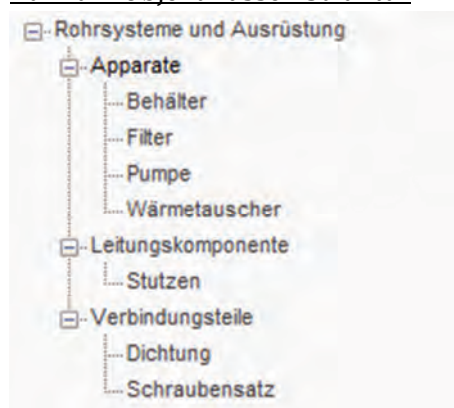 Rohrsysteme und Ausrüstung
Apparate
Behälter
Filter
Pumpe
Wärmetauscher
Leitungskomponente
Stutzen
Verbindungsteile
Dichtung
Schraubensatz